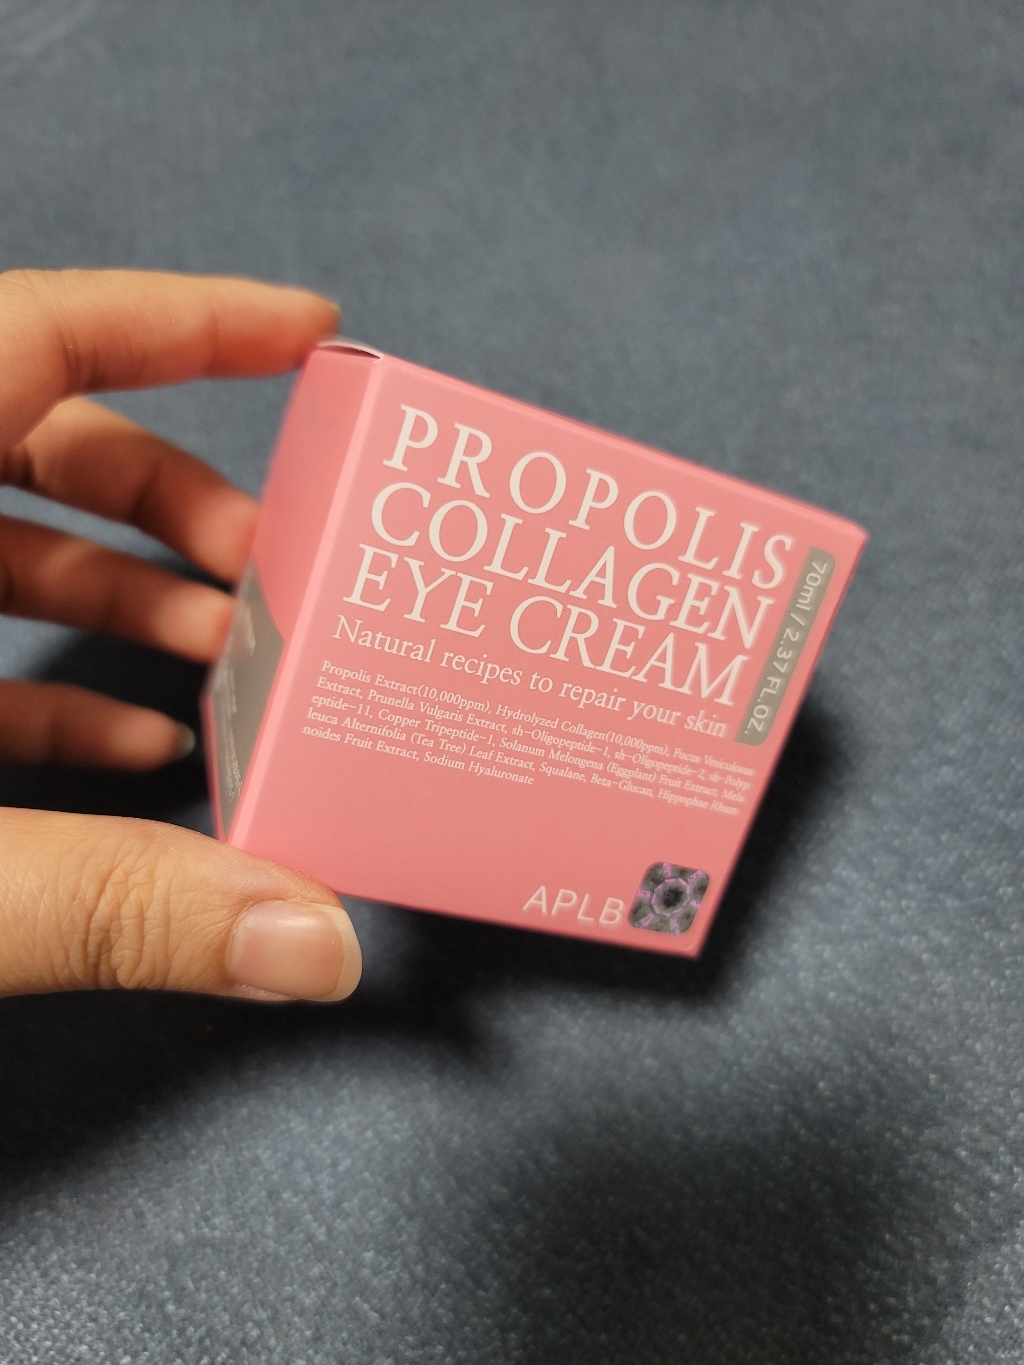 PROPOLIS
COLLAGEN
EYE CREAM
Natural recipes to repair your skin
Propolis Extract(10,000ppm), Hydrolyzed Collagen(10,000ppm), Fucus Vesiculosus
Extract, Prunella Vulgaris Extract, sh-Oligopeptide-1, sh-Oligopeptide-2, sh-Polyp
eptide-11, Copper Tripeptide-1, Solanum Melongena (Eggplant) Fruit Extract, Mela
leuca Alternifolia (Tea Tree) Leaf Extract, Squalane, Beta-Glucan, Hippophae Rham
noides Fruit Extract, Sodium Hyaluronate
70ml / 2.37 FL.OZ.
APLB